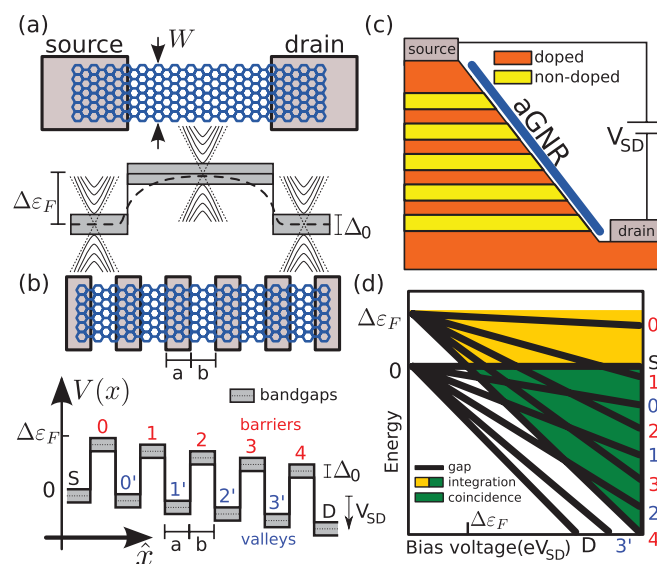 (a)
source
W
drain
Δε_F
Δ₀
(b)
a
b
V(x)
bandgaps
Δε_F
0
1
2
barriers
3
4
0
S
Δ₀
0'
1'
2'
3'
D
V_SD
a
b
valleys
x̂
(c)
source
doped
non-doped
aGNR
V_SD
drain
(d)
Δε_F
0
0
S
1
0'
2
1'
3
2'
4
Energy
gap
integration
coincidence
Δε_F
Bias voltage(eV_SD)
D
3'